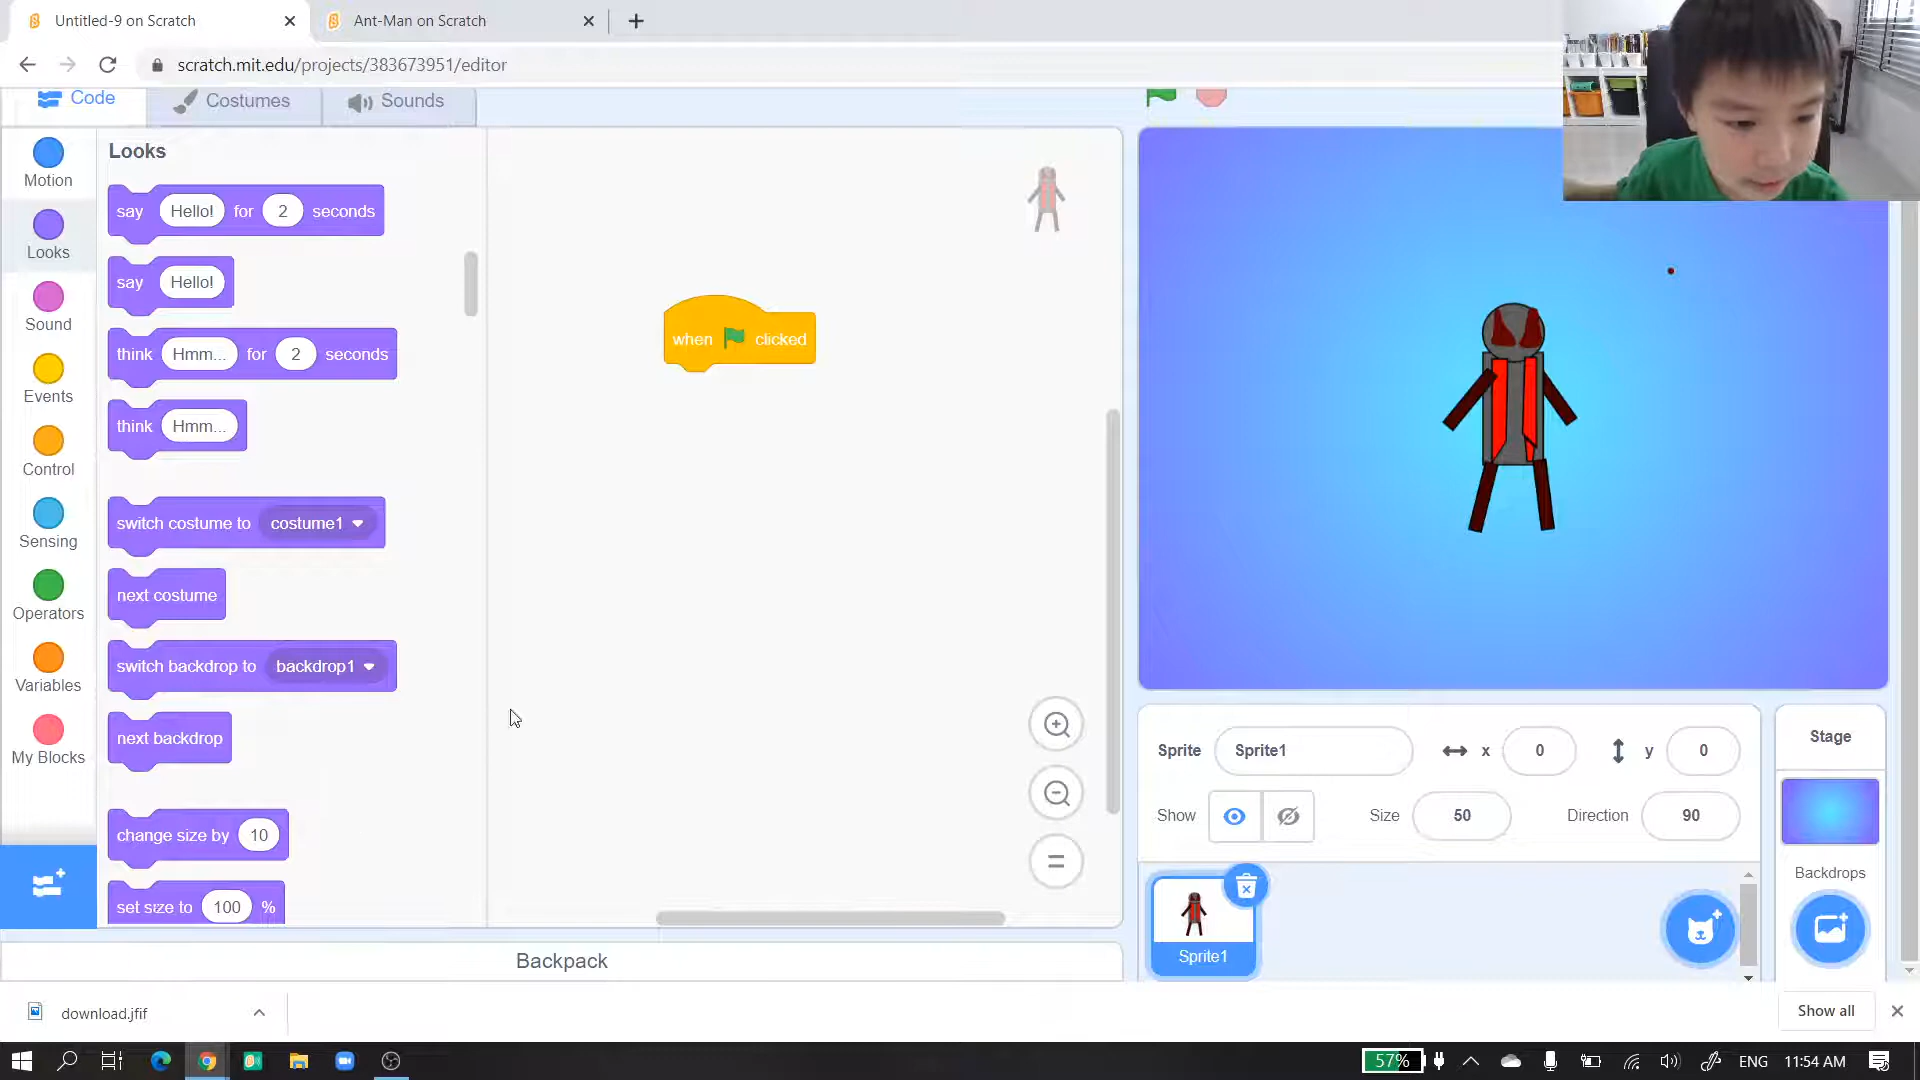 Untitled-9 on Scratch
Ant-Man on Scratch
scratch.mit.edu/projects/383673951/editor
Code
Costumes
Sounds
Motion
Looks
Sound
Events
Control
Sensing
Operators
Variables
My Blocks
Looks
say Hello! for 2 seconds
say Hello!
think Hmm... for 2 seconds
think Hmm...
switch costume to costume1
next costume
switch backdrop to backdrop1
next backdrop
change size by 10
set size to 100 %
when clicked
Sprite Sprite1 x 0 y 0
Show Size 50 Direction 90
Sprite1
Stage
Backdrops
Backpack
download.jfif
Show all
57%
ENG
11:54 AM